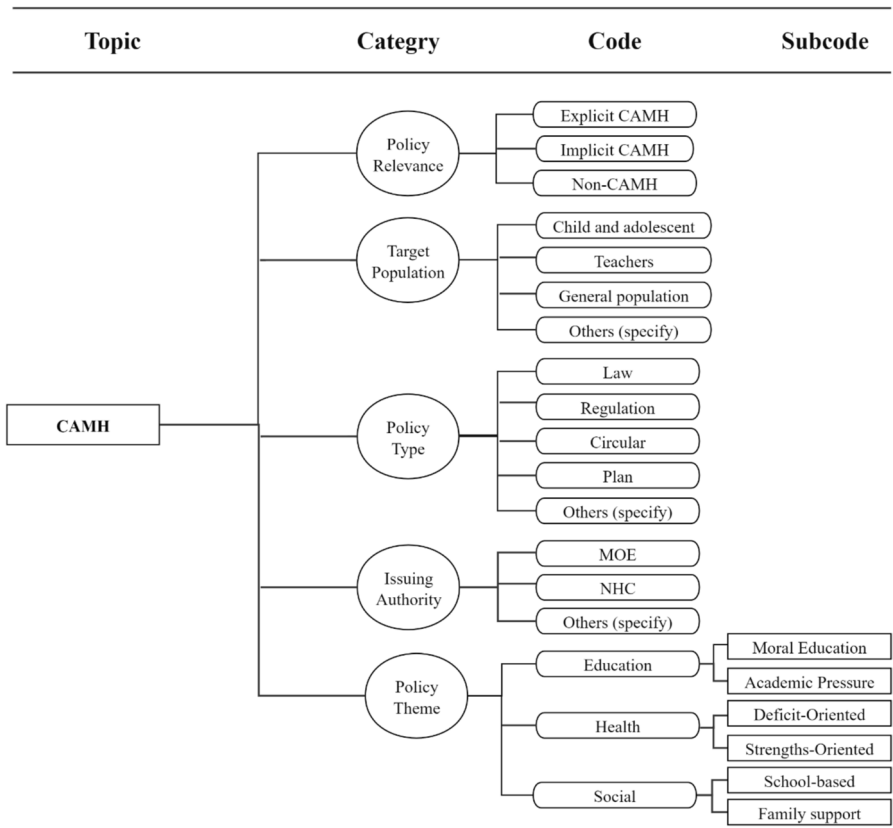 Topic Categry Code Subcode
Explicit CAMH
Policy
Relevance
Implicit CAMH
Non-CAMH
Child and adolescent
Target
Population
Teachers
General population
Others (specify)
Law
Regulation
CAMH
Policy
Type
Circular
Plan
Others (specify)
MOE
Issuing
Authority
NHC
Others (specify)
Policy
Theme
Education
Moral Education
Academic Pressure
Health
Deficit-Oriented
Strengths-Oriented
Social
School-based
Family support